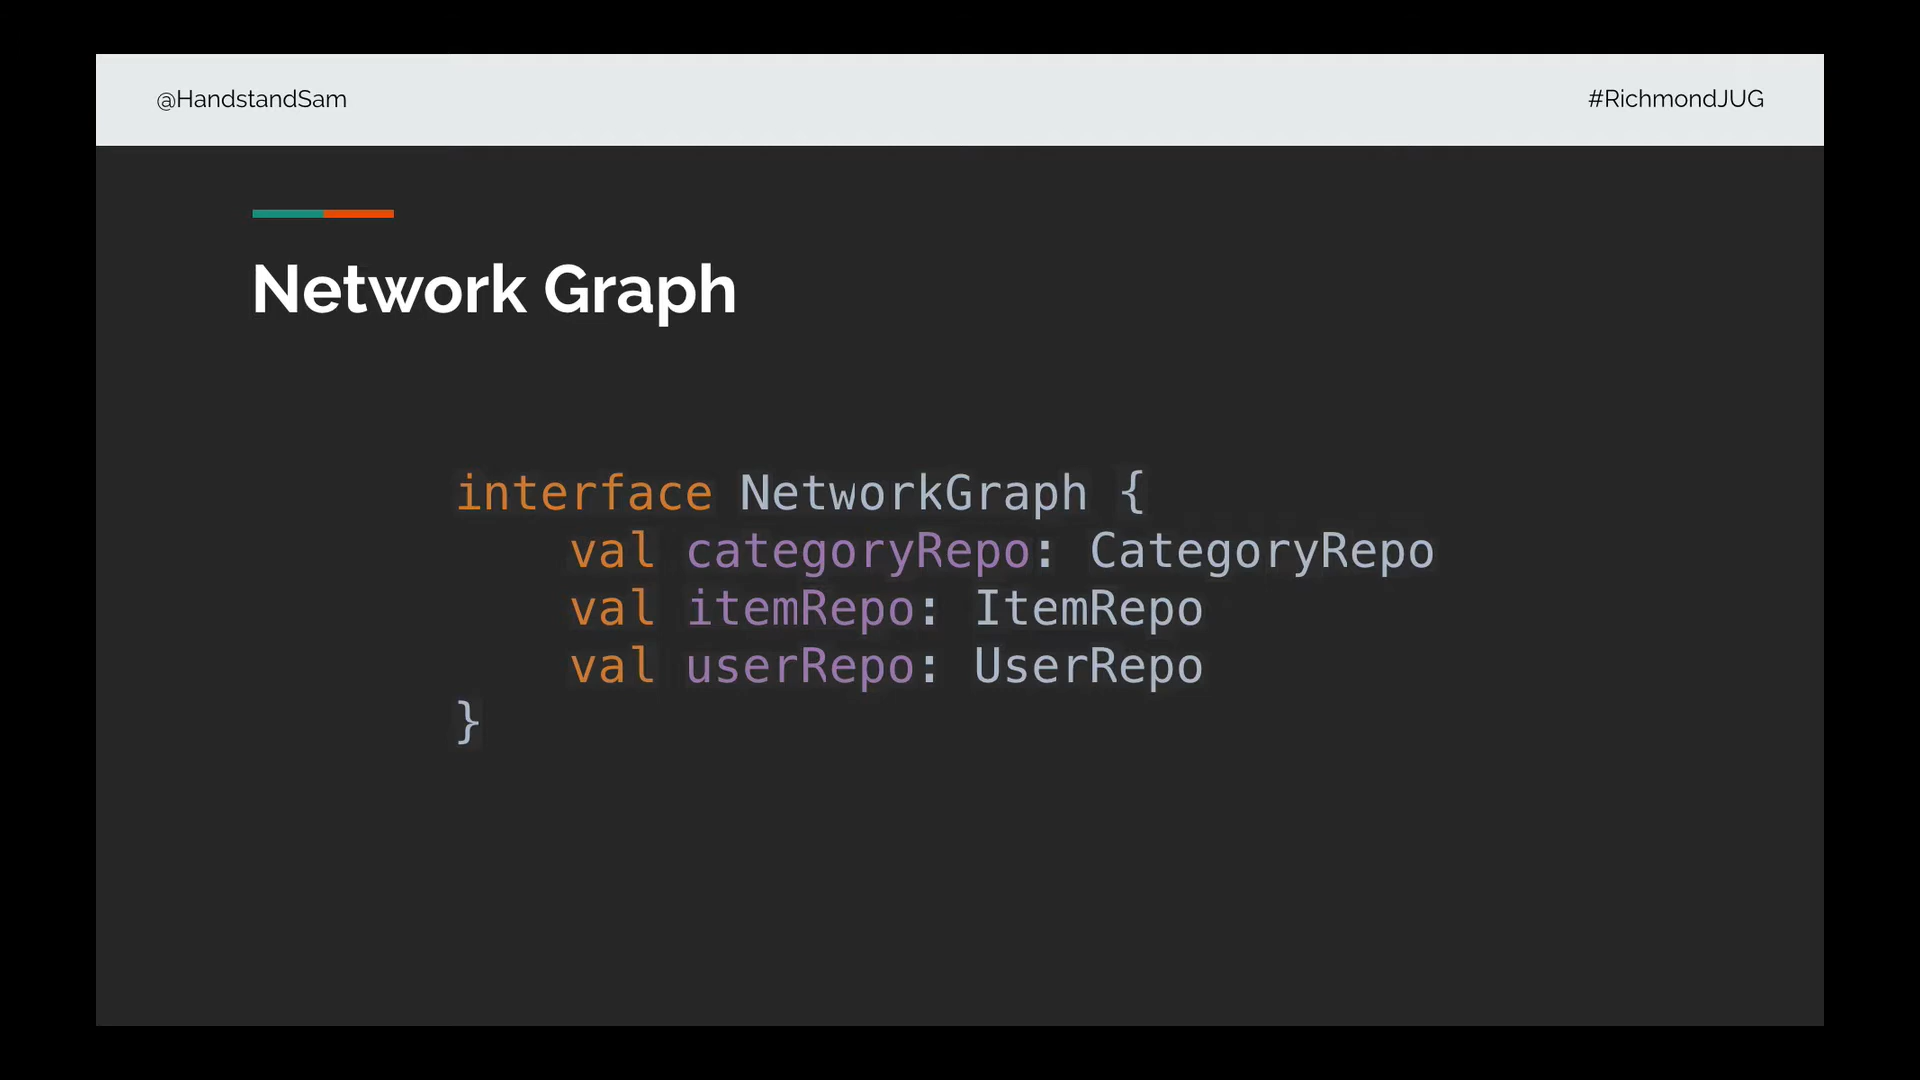 @HandstandSam
#RichmondJUG
Network Graph
interface NetworkGraph {
    val categoryRepo: CategoryRepo
    val itemRepo: ItemRepo
    val userRepo: UserRepo
}